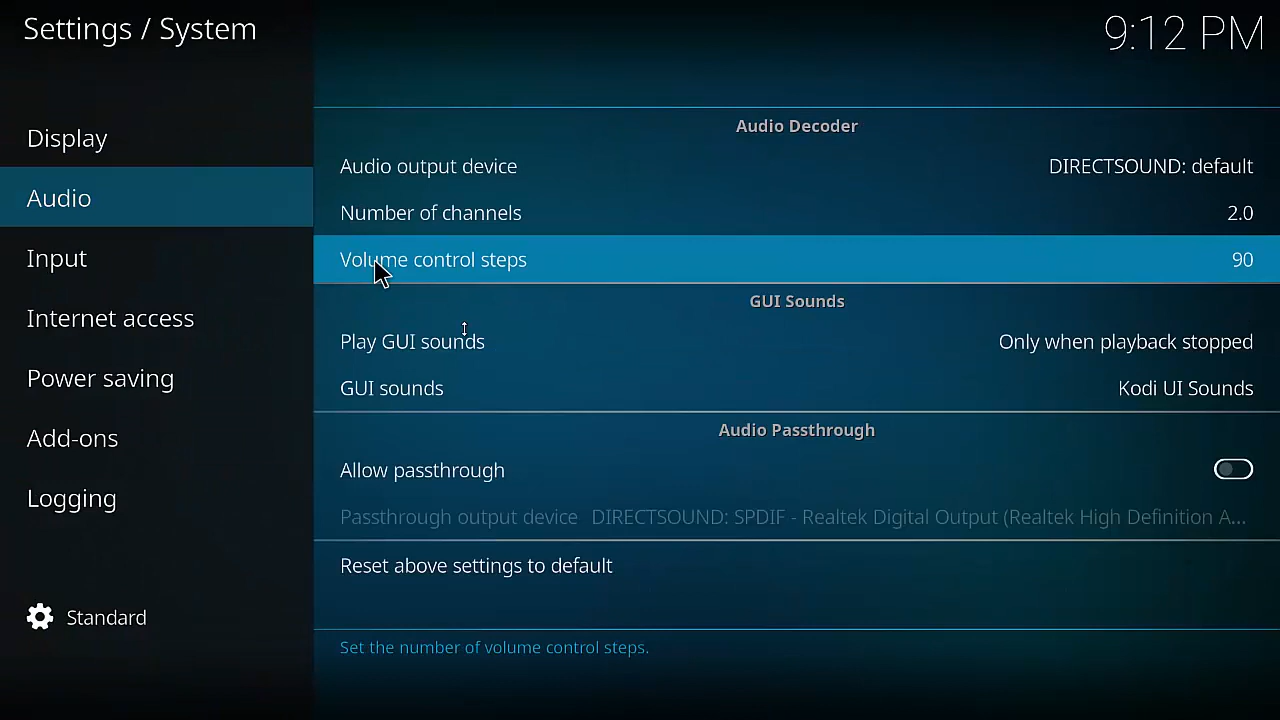 Settings / System
9:12 PM
Display
Audio
Input
Internet access
Power saving
Add-ons
Logging
Standard
Audio Decoder
Audio output device DIRECTSOUND: default
Number of channels 2.0
Volume control steps 90
GUI Sounds
Play GUI sounds Only when playback stopped
GUI sounds Kodi UI Sounds
Audio Passthrough
Allow passthrough
Passthrough output device DIRECTSOUND: SPDIF - Realtek Digital Output (Realtek High Definition A...
Reset above settings to default
Set the number of volume control steps.